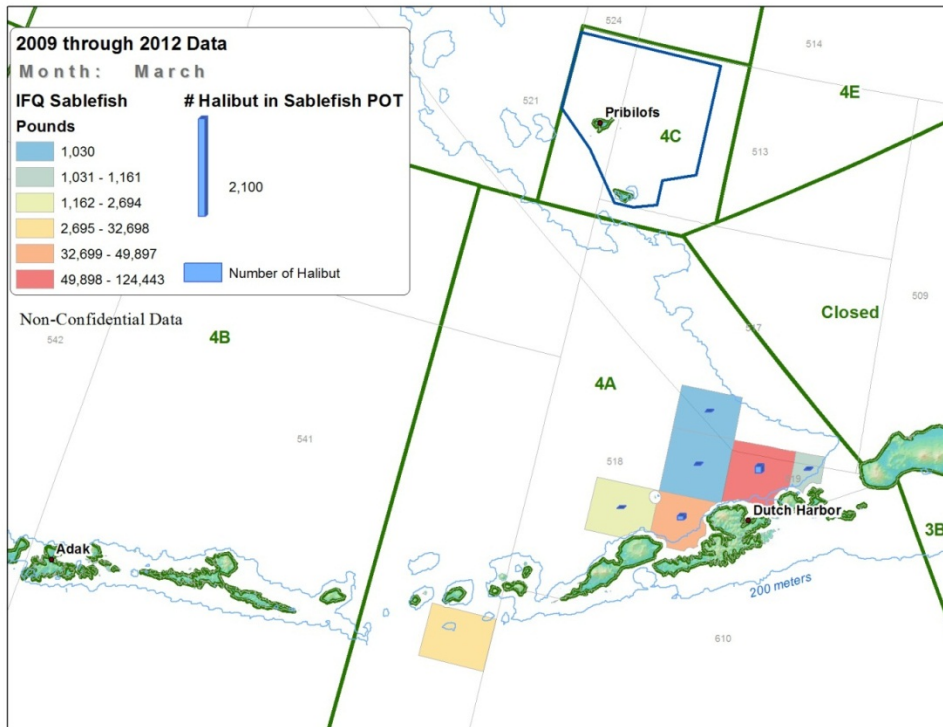 2009 through 2012 Data
Month: March
IFQ Sablefish
# Halibut in Sablefish POT
Pounds
1,030
1,031 - 1,161
2,100
1,162 - 2,694
2,695 - 32,698
32,699 - 49,897
Number of Halibut
49,898 - 124,443
Non-Confidential Data
524
514
521
4E
Pribilofs
4C
513
509
Closed
517
542
4B
4A
541
518
519
Dutch Harbor
3B
Adak
200 meters
610